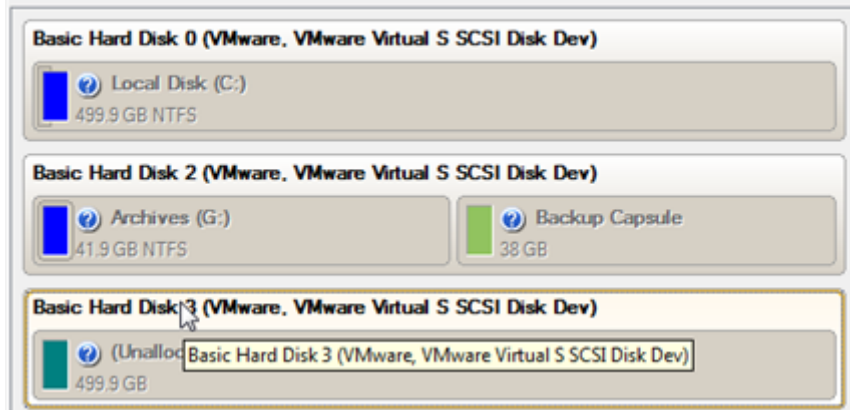 Basic Hard Disk 0 (VMware, VMware Virtual S SCSI Disk Dev)
Local Disk (C:)
499.9 GB NTFS
Basic Hard Disk 2 (VMware, VMware Virtual S SCSI Disk Dev)
Archives (G:)
41.9 GB NTFS
Backup Capsule
38 GB
Basic Hard Disk 3 (VMware, VMware Virtual S SCSI Disk Dev)
(Unalloc
Basic Hard Disk 3 (VMware, VMware Virtual S SCSI Disk Dev)
499.9 GB